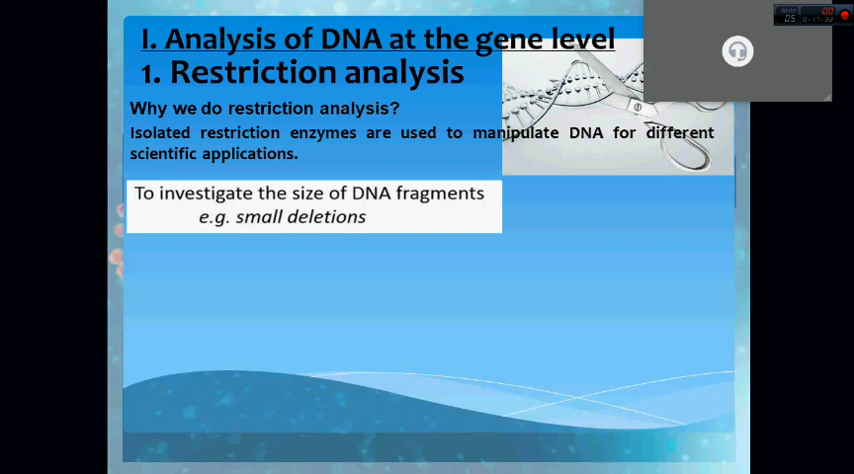 I. Analysis of DNA at the gene level
1. Restriction analysis
Why we do restriction analysis?
Isolated restriction enzymes are used to manipulate DNA for different
scientific applications.
To investigate the size of DNA fragments
e.g. small deletions